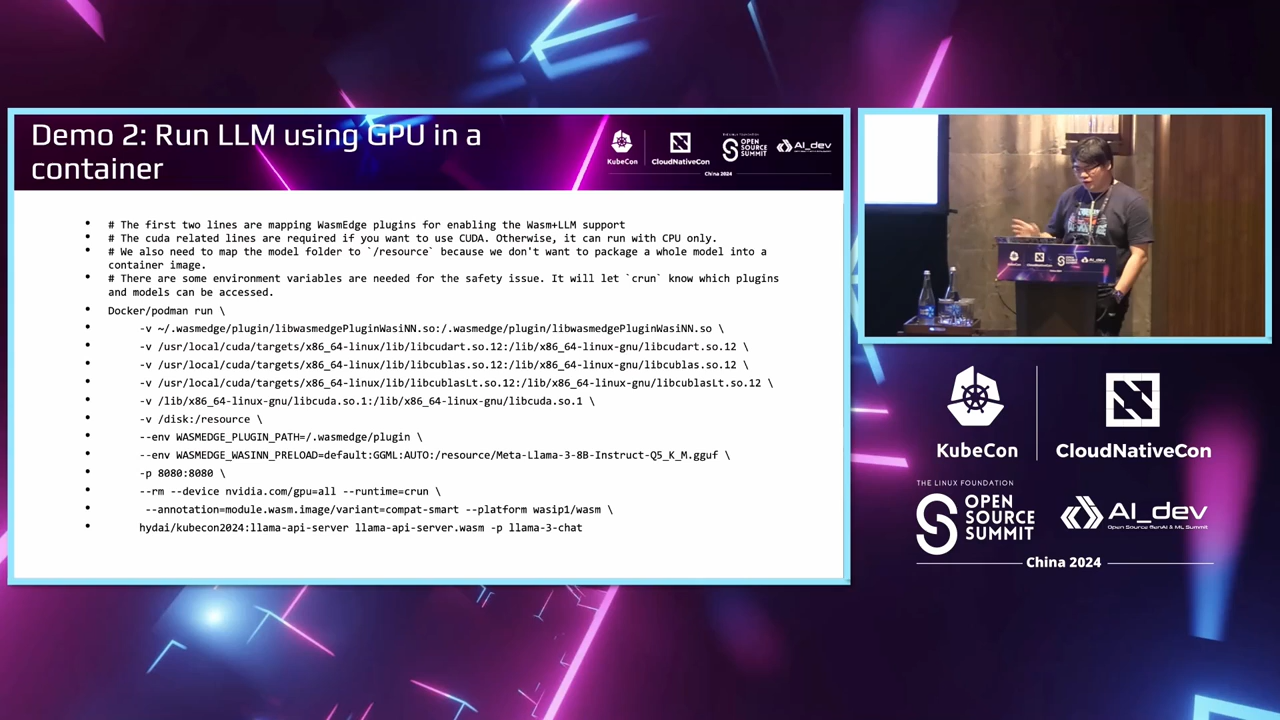 Demo 2: Run LLM using GPU in a
container
KubeCon
CloudNativeCon
THE LINUX FOUNDATION
OPEN
SOURCE
SUMMIT
AI_dev
China 2024
# The first two lines are mapping WasmEdge plugins for enabling the Wasm+LLM support
# The cuda related lines are required if you want to use CUDA. Otherwise, it can run with CPU only.
# We also need to map the model folder to `/resource` because we don't want to package a whole model into a
container image.
# There are some environment variables are needed for the safety issue. It will let `crun` know which plugins
and models can be accessed.
Docker/podman run \
-v ~/.wasmedge/plugin/libwasmedgePluginWasiNN.so:/.wasmedge/plugin/libwasmedgePluginWasiNN.so \
-v /usr/local/cuda/targets/x86_64-linux/lib/libcudart.so.12:/lib/x86_64-linux-gnu/libcudart.so.12 \
-v /usr/local/cuda/targets/x86_64-linux/lib/libcublas.so.12:/lib/x86_64-linux-gnu/libcublas.so.12 \
-v /usr/local/cuda/targets/x86_64-linux/lib/libcublasLt.so.12:/lib/x86_64-linux-gnu/libcublasLt.so.12 \
-v /lib/x86_64-linux-gnu/libcuda.so.1:/lib/x86_64-linux-gnu/libcuda.so.1 \
-v /disk:/resource \
--env WASMEDGE_PLUGIN_PATH=/.wasmedge/plugin \
--env WASMEDGE_WASINN_PRELOAD=default:GGML:AUTO:/resource/Meta-Llama-3-8B-Instruct-Q5_K_M.gguf \
-p 8080:8080 \
--rm --device nvidia.com/gpu=all --runtime=crun \
--annotation=module.wasm.image/variant=compat-smart --platform wasip1/wasm \
hydai/kubecon2024:llama-api-server llama-api-server.wasm -p llama-3-chat
KubeCon
CloudNativeCon
THE LINUX FOUNDATION
OPEN
SOURCE
SUMMIT
AI_dev
Open Source GenAI & ML Summit
China 2024